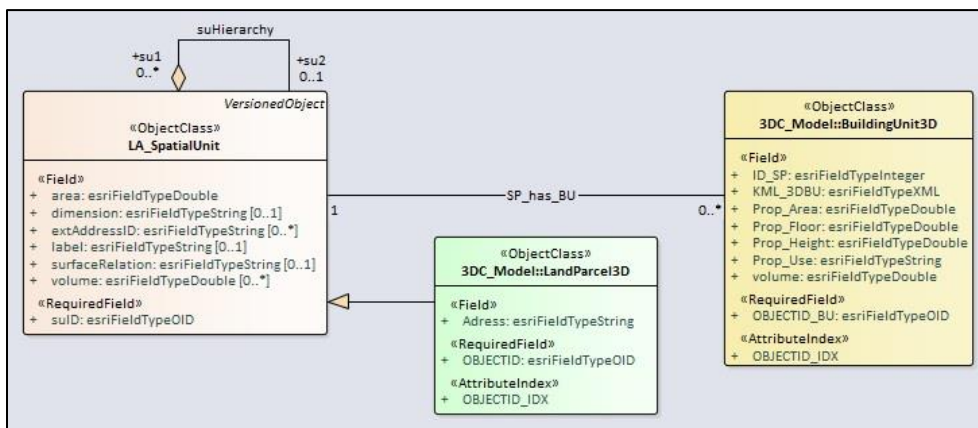 suHierarchy
+su1
0..*
+su2
0..1
VersionedObject
«ObjectClass»
LA_SpatialUnit
«Field»
+ area: esriFieldTypeDouble
+ dimension: esriFieldTypeString [0..1]
+ extAddressID: esriFieldTypeString [0..*]
+ label: esriFieldTypeString [0..1]
+ surfaceRelation: esriFieldTypeString [0..1]
+ volume: esriFieldTypeDouble [0..*]
«RequiredField»
+ suID: esriFieldTypeOID
1
SP_has_BU
0..*
«ObjectClass»
3DC_Model::LandParcel3D
«Field»
+ Adress: esriFieldTypeString
«RequiredField»
+ OBJECTID: esriFieldTypeOID
«AttributeIndex»
+ OBJECTID_IDX
«ObjectClass»
3DC_Model::BuildingUnit3D
«Field»
+ ID_SP: esriFieldTypeInteger
+ KML_3DBU: esriFieldTypeXML
+ Prop_Area: esriFieldTypeDouble
+ Prop_Floor: esriFieldTypeDouble
+ Prop_Height: esriFieldTypeDouble
+ Prop_Use: esriFieldTypeString
+ volume: esriFieldTypeDouble
«RequiredField»
+ OBJECTID_BU: esriFieldTypeOID
«AttributeIndex»
+ OBJECTID_IDX